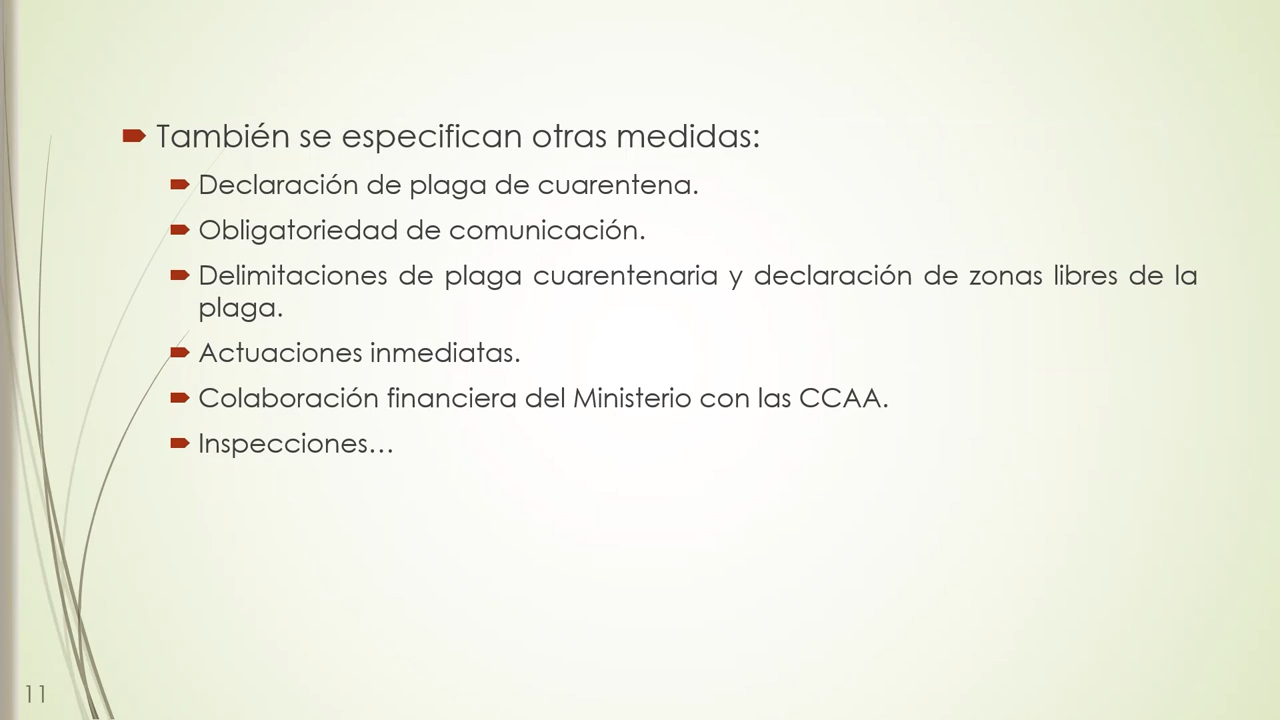 También se especifican otras medidas:
Declaración de plaga de cuarentena.
Obligatoriedad de comunicación.
Delimitaciones de plaga cuarentenaria y declaración de zonas libres de la
plaga.
Actuaciones inmediatas.
Colaboración financiera del Ministerio con las CCAA.
Inspecciones…
11